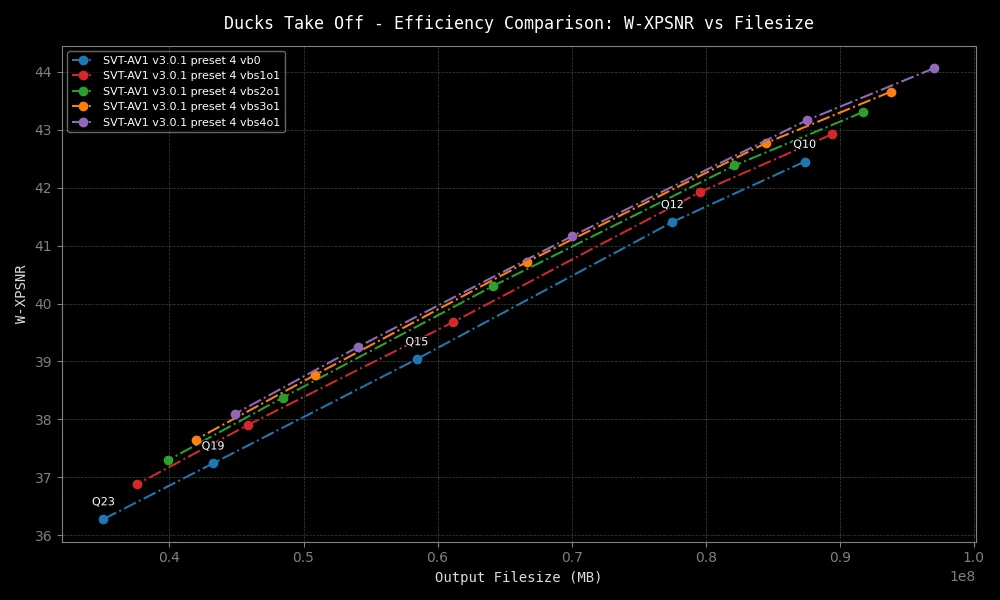 Ducks Take Off - Efficiency Comparison: W-XPSNR vs Filesize
SVT-AV1 v3.0.1 preset 4 vb0
SVT-AV1 v3.0.1 preset 4 vbs1o1
SVT-AV1 v3.0.1 preset 4 vbs2o1
SVT-AV1 v3.0.1 preset 4 vbs3o1
SVT-AV1 v3.0.1 preset 4 vbs4o1
44
43
42
41
40
39
38
37
36
W-XPSNR
Q10
Q12
Q15
Q19
Q23
0.4 0.5 0.6 0.7 0.8 0.9 1.0
1e8
Output Filesize (MB)